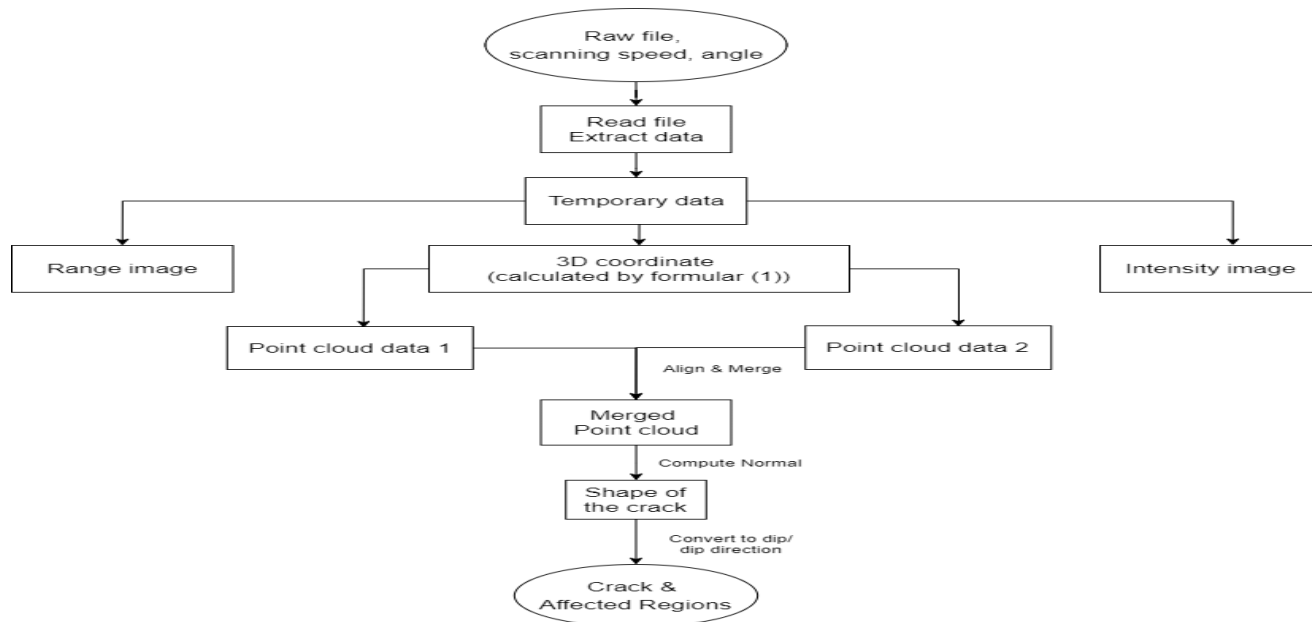 Raw file,
scanning speed, angle
Read file
Extract data
Temporary data
Range image
3D coordinate
(calculated by formular (1))
Intensity image
Point cloud data 1
Point cloud data 2
Align & Merge
Merged
Point cloud
Compute Normal
Shape of
the crack
Convert to dip/
dip direction
Crack &
Affected Regions